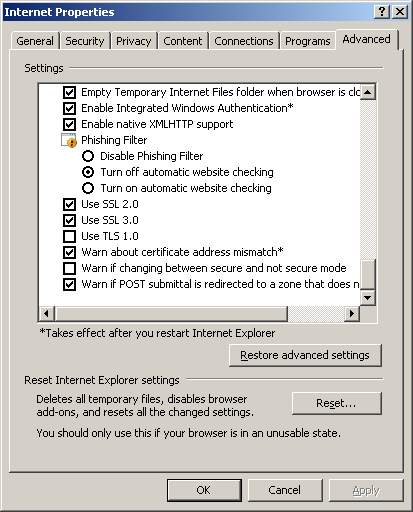 Internet Properties
General Security Privacy Content Connections Programs Advanced
Settings
Empty Temporary Internet Files folder when browser is clo
Enable Integrated Windows Authentication*
Enable native XMLHTTP support
Phishing Filter
Disable Phishing Filter
Turn off automatic website checking
Turn on automatic website checking
Use SSL 2.0
Use SSL 3.0
Use TLS 1.0
Warn about certificate address mismatch*
Warn if changing between secure and not secure mode
Warn if POST submittal is redirected to a zone that does n
*Takes effect after you restart Internet Explorer
Restore advanced settings
Reset Internet Explorer settings
Deletes all temporary files, disables browser
add-ons, and resets all the changed settings.
Reset...
You should only use this if your browser is in an unusable state.
OK Cancel Apply